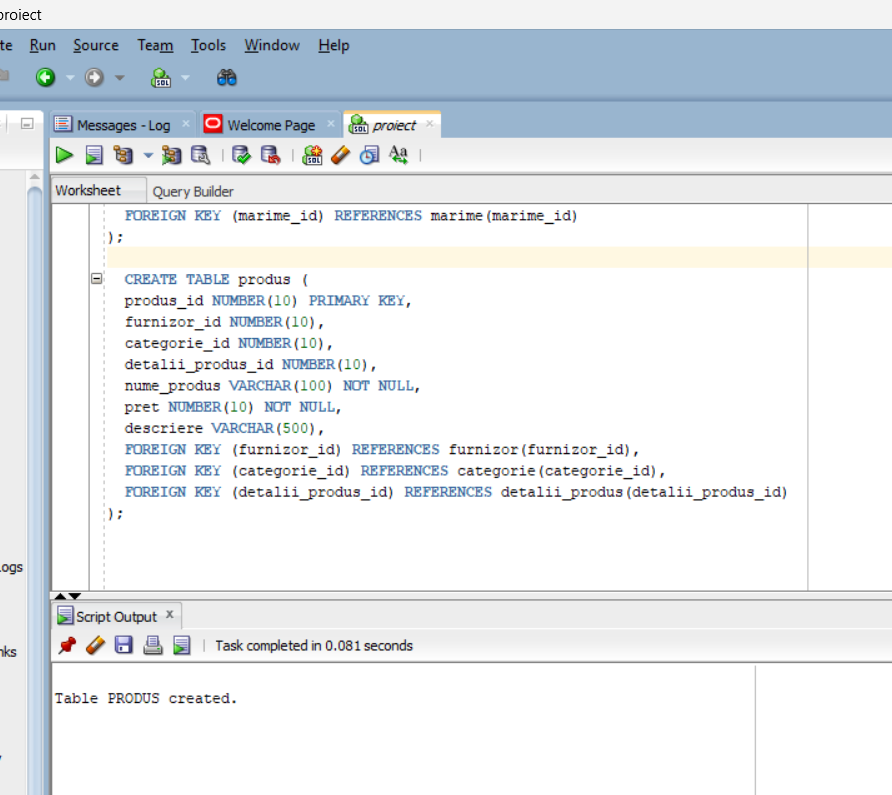 proiect
te Run Source Team Tools Window Help
Messages - Log Welcome Page proiect
Worksheet Query Builder
FOREIGN KEY (marime_id) REFERENCES marime(marime_id)
);
CREATE TABLE produs (
produs_id NUMBER(10) PRIMARY KEY,
furnizor_id NUMBER(10),
categorie_id NUMBER(10),
detalii_produs_id NUMBER(10),
nume_produs VARCHAR(100) NOT NULL,
pret NUMBER(10) NOT NULL,
descriere VARCHAR(500),
FOREIGN KEY (furnizor_id) REFERENCES furnizor(furnizor_id),
FOREIGN KEY (categorie_id) REFERENCES categorie(categorie_id),
FOREIGN KEY (detalii_produs_id) REFERENCES detalii_produs(detalii_produs_id)
);
ogs
Script Output x
Task completed in 0.081 seconds
nks
Table PRODUS created.